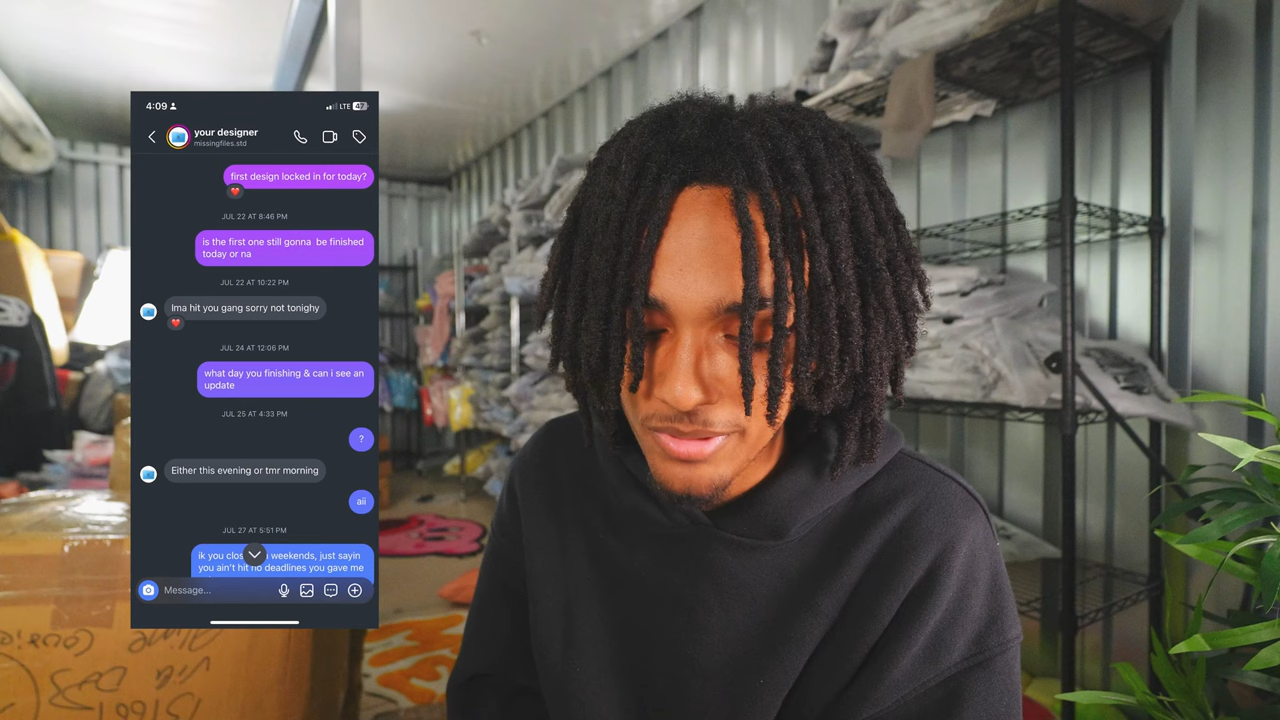 4:09
LTE
47
your designer
missingfiles.std
first design locked in for today?
JUL 22 AT 8:46 PM
is the first one still gonna be finished
today or na
JUL 22 AT 10:22 PM
Ima hit you gang sorry not tonighy
JUL 24 AT 12:06 PM
what day you finishing & can i see an
update
JUL 25 AT 4:33 PM
?
Either this evening or tmr morning
aii
JUL 27 AT 5:51 PM
ik you weekends, just sayin
you ain't hit no deadlines you gave me
Message...